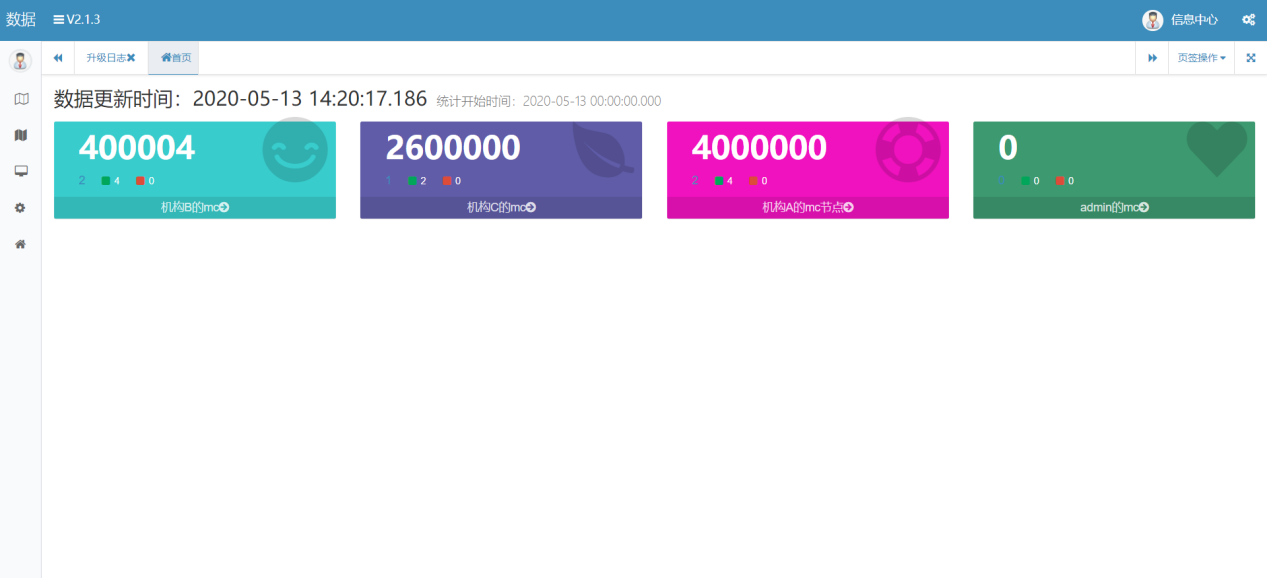 数据 V2.1.3 信息中心
升级日志 首页 页签操作
数据更新时间：2020-05-13 14:20:17.186 统计开始时间：2020-05-13 00:00:00.000
400004
2 4 0
机构B的mc
2600000
1 2 0
机构C的mc
4000000
2 4 0
机构A的mc节点
0
0 0
admin的mc